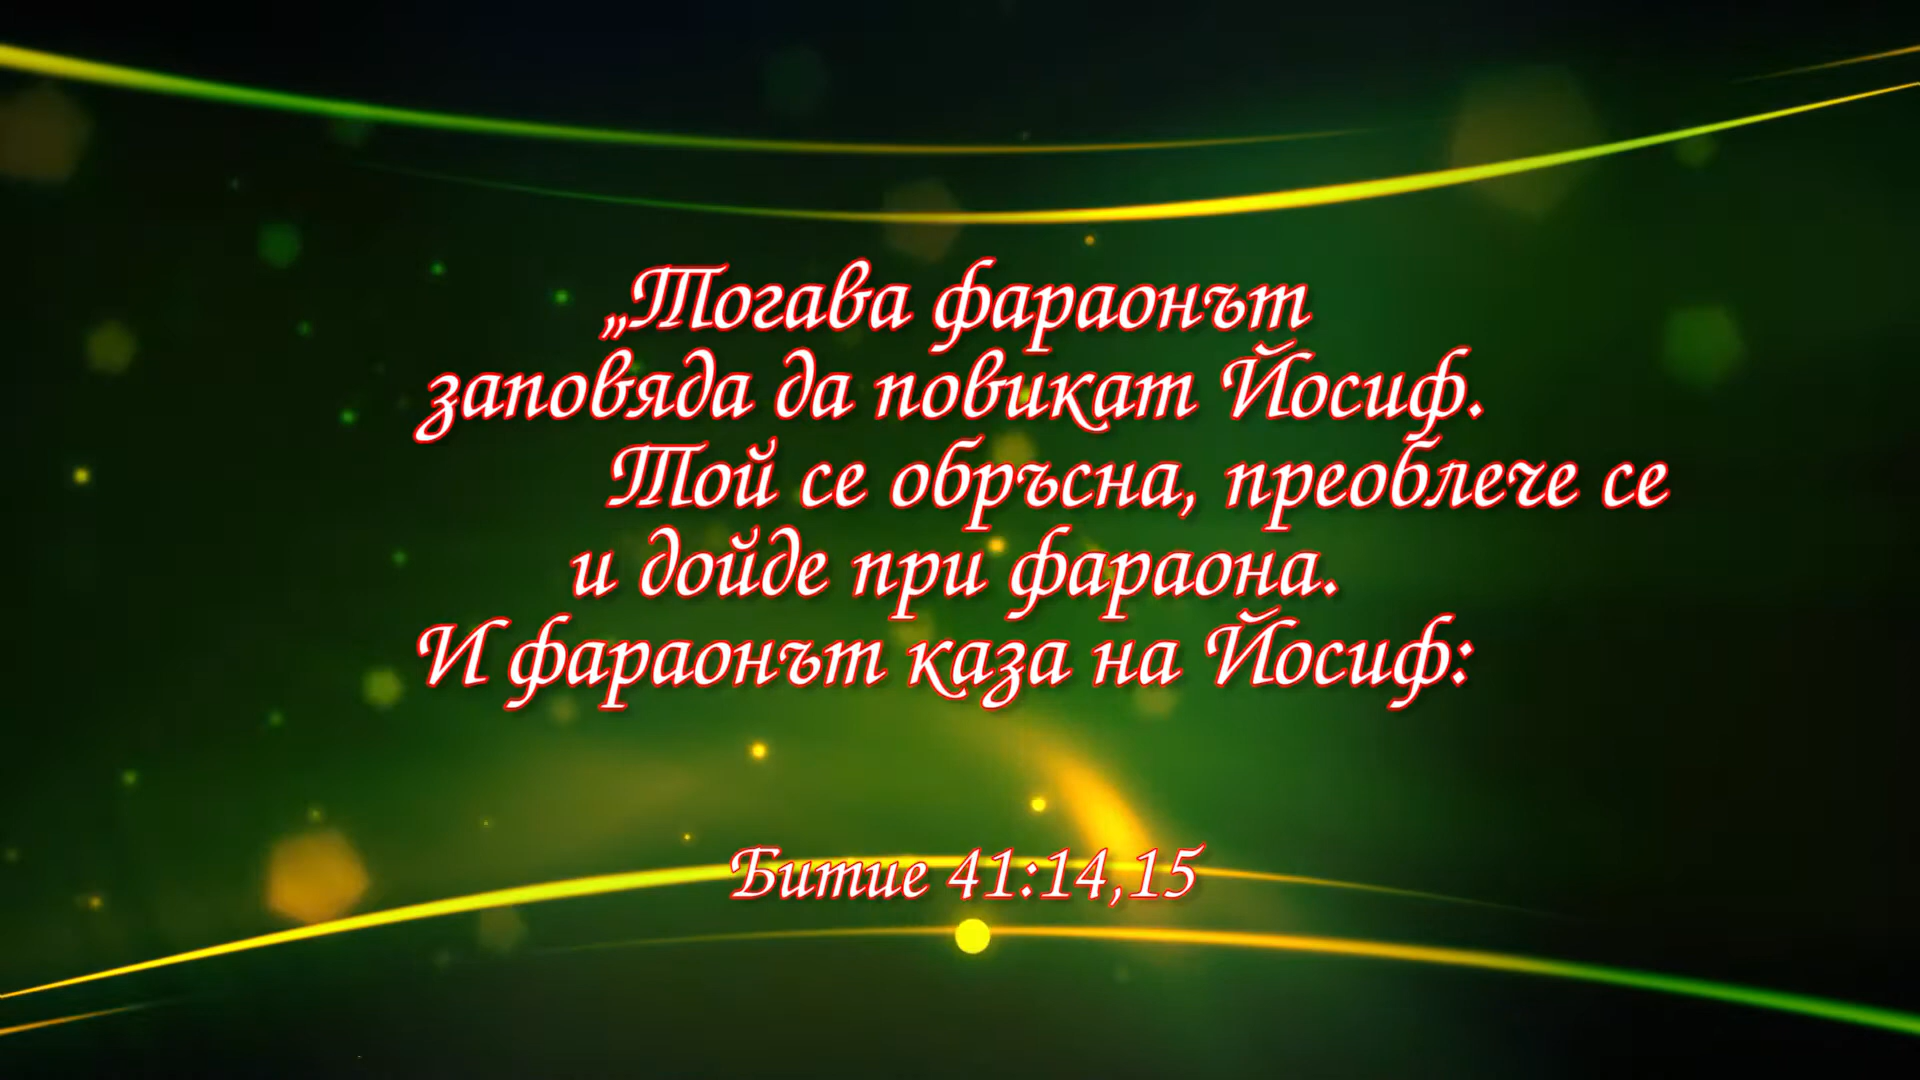 „Тогава фараонът
заповяда да повикат Йосиф.
Той се обръсна, преоблече се
и дойде при фараона.
И фараонът каза на Йосиф:
Битие 41:14,15